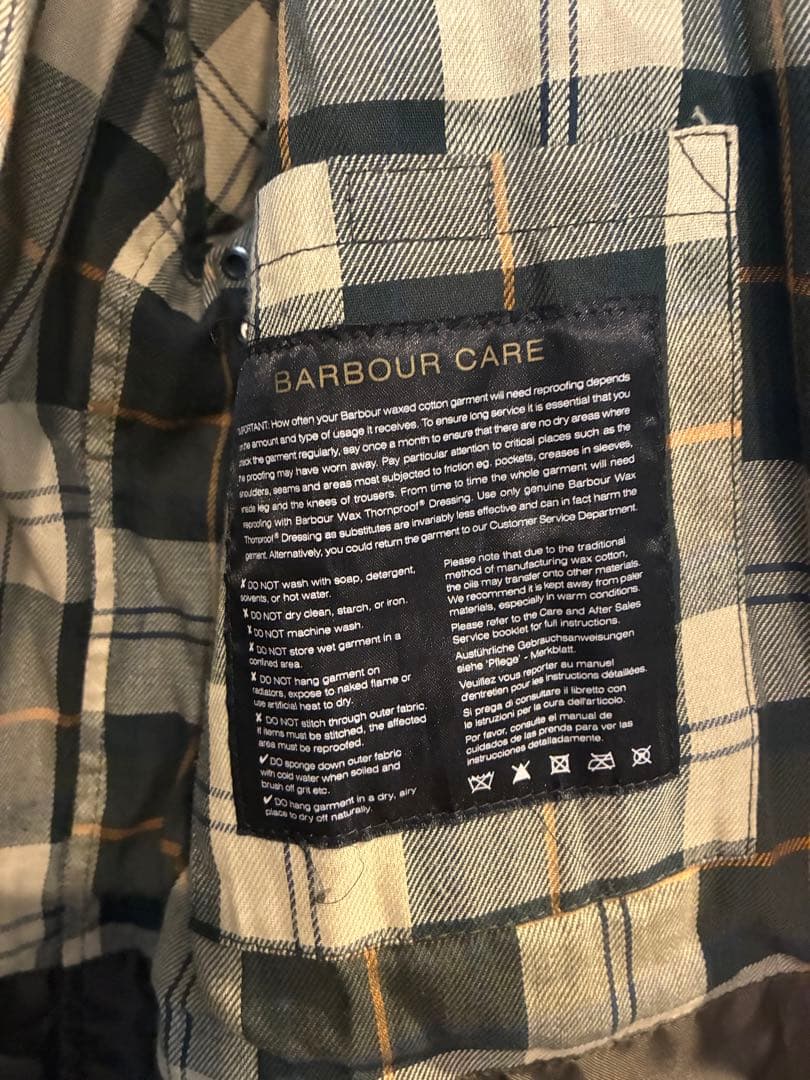 BARBOUR CARE
IMPORTANT: How often your Barbour waxed cotton garment will need reproofing depends
the amount and type of usage it receives. To ensure long service it is essential that you
check the garment regularly, say once a month to ensure that there are no dry areas where
the proofing may have worn away. Pay particular attention to critical places such as the
shoulders, seams and areas most subjected to friction eg. pockets, creases in sleeves,
inside leg and the knees of trousers. From time to time the whole garment will need
reproofing with Barbour Wax Thornproof® Dressing. Use only genuine Barbour Wax
Thornproof® Dressing as substitutes are invariably less effective and can in fact harm the
garment. Alternatively, you could return the garment to our Customer Service Department.
✗ DO NOT wash with soap, detergent,
solvents, or hot water.
✗ DO NOT dry clean, starch, or iron.
✗ DO NOT machine wash.
✗ DO NOT store wet garment in a
confined area.
✗ DO NOT hang garment on
radiators, expose to naked flame or
use artificial heat to dry.
✗ DO NOT stitch through outer fabric.
If items must be stitched, the affected
area must be reproofed.
✓ DO sponge down outer fabric
with cold water when soiled and
brush off grit etc.
✓ DO hang garment in a dry, airy
place to dry off naturally.
Please note that due to the traditional
method of manufacturing wax cotton,
the oils may transfer onto other materials.
We recommend it is kept away from paler
materials, especially in warm conditions.
Please refer to the Care and After Sales
Service booklet for full instructions.
Ausführliche Gebrauchsanweisungen
siehe 'Pflege' - Merkblatt.
Veuillez vous reporter au manuel
d'entretien pour les instructions détaillées.
Si prega di consultare il libretto con
le istruzioni per la cura dell'articolo.
Por favor, consulte el manual de
cuidados de las prenda para ver las
instrucciones detalladamente.